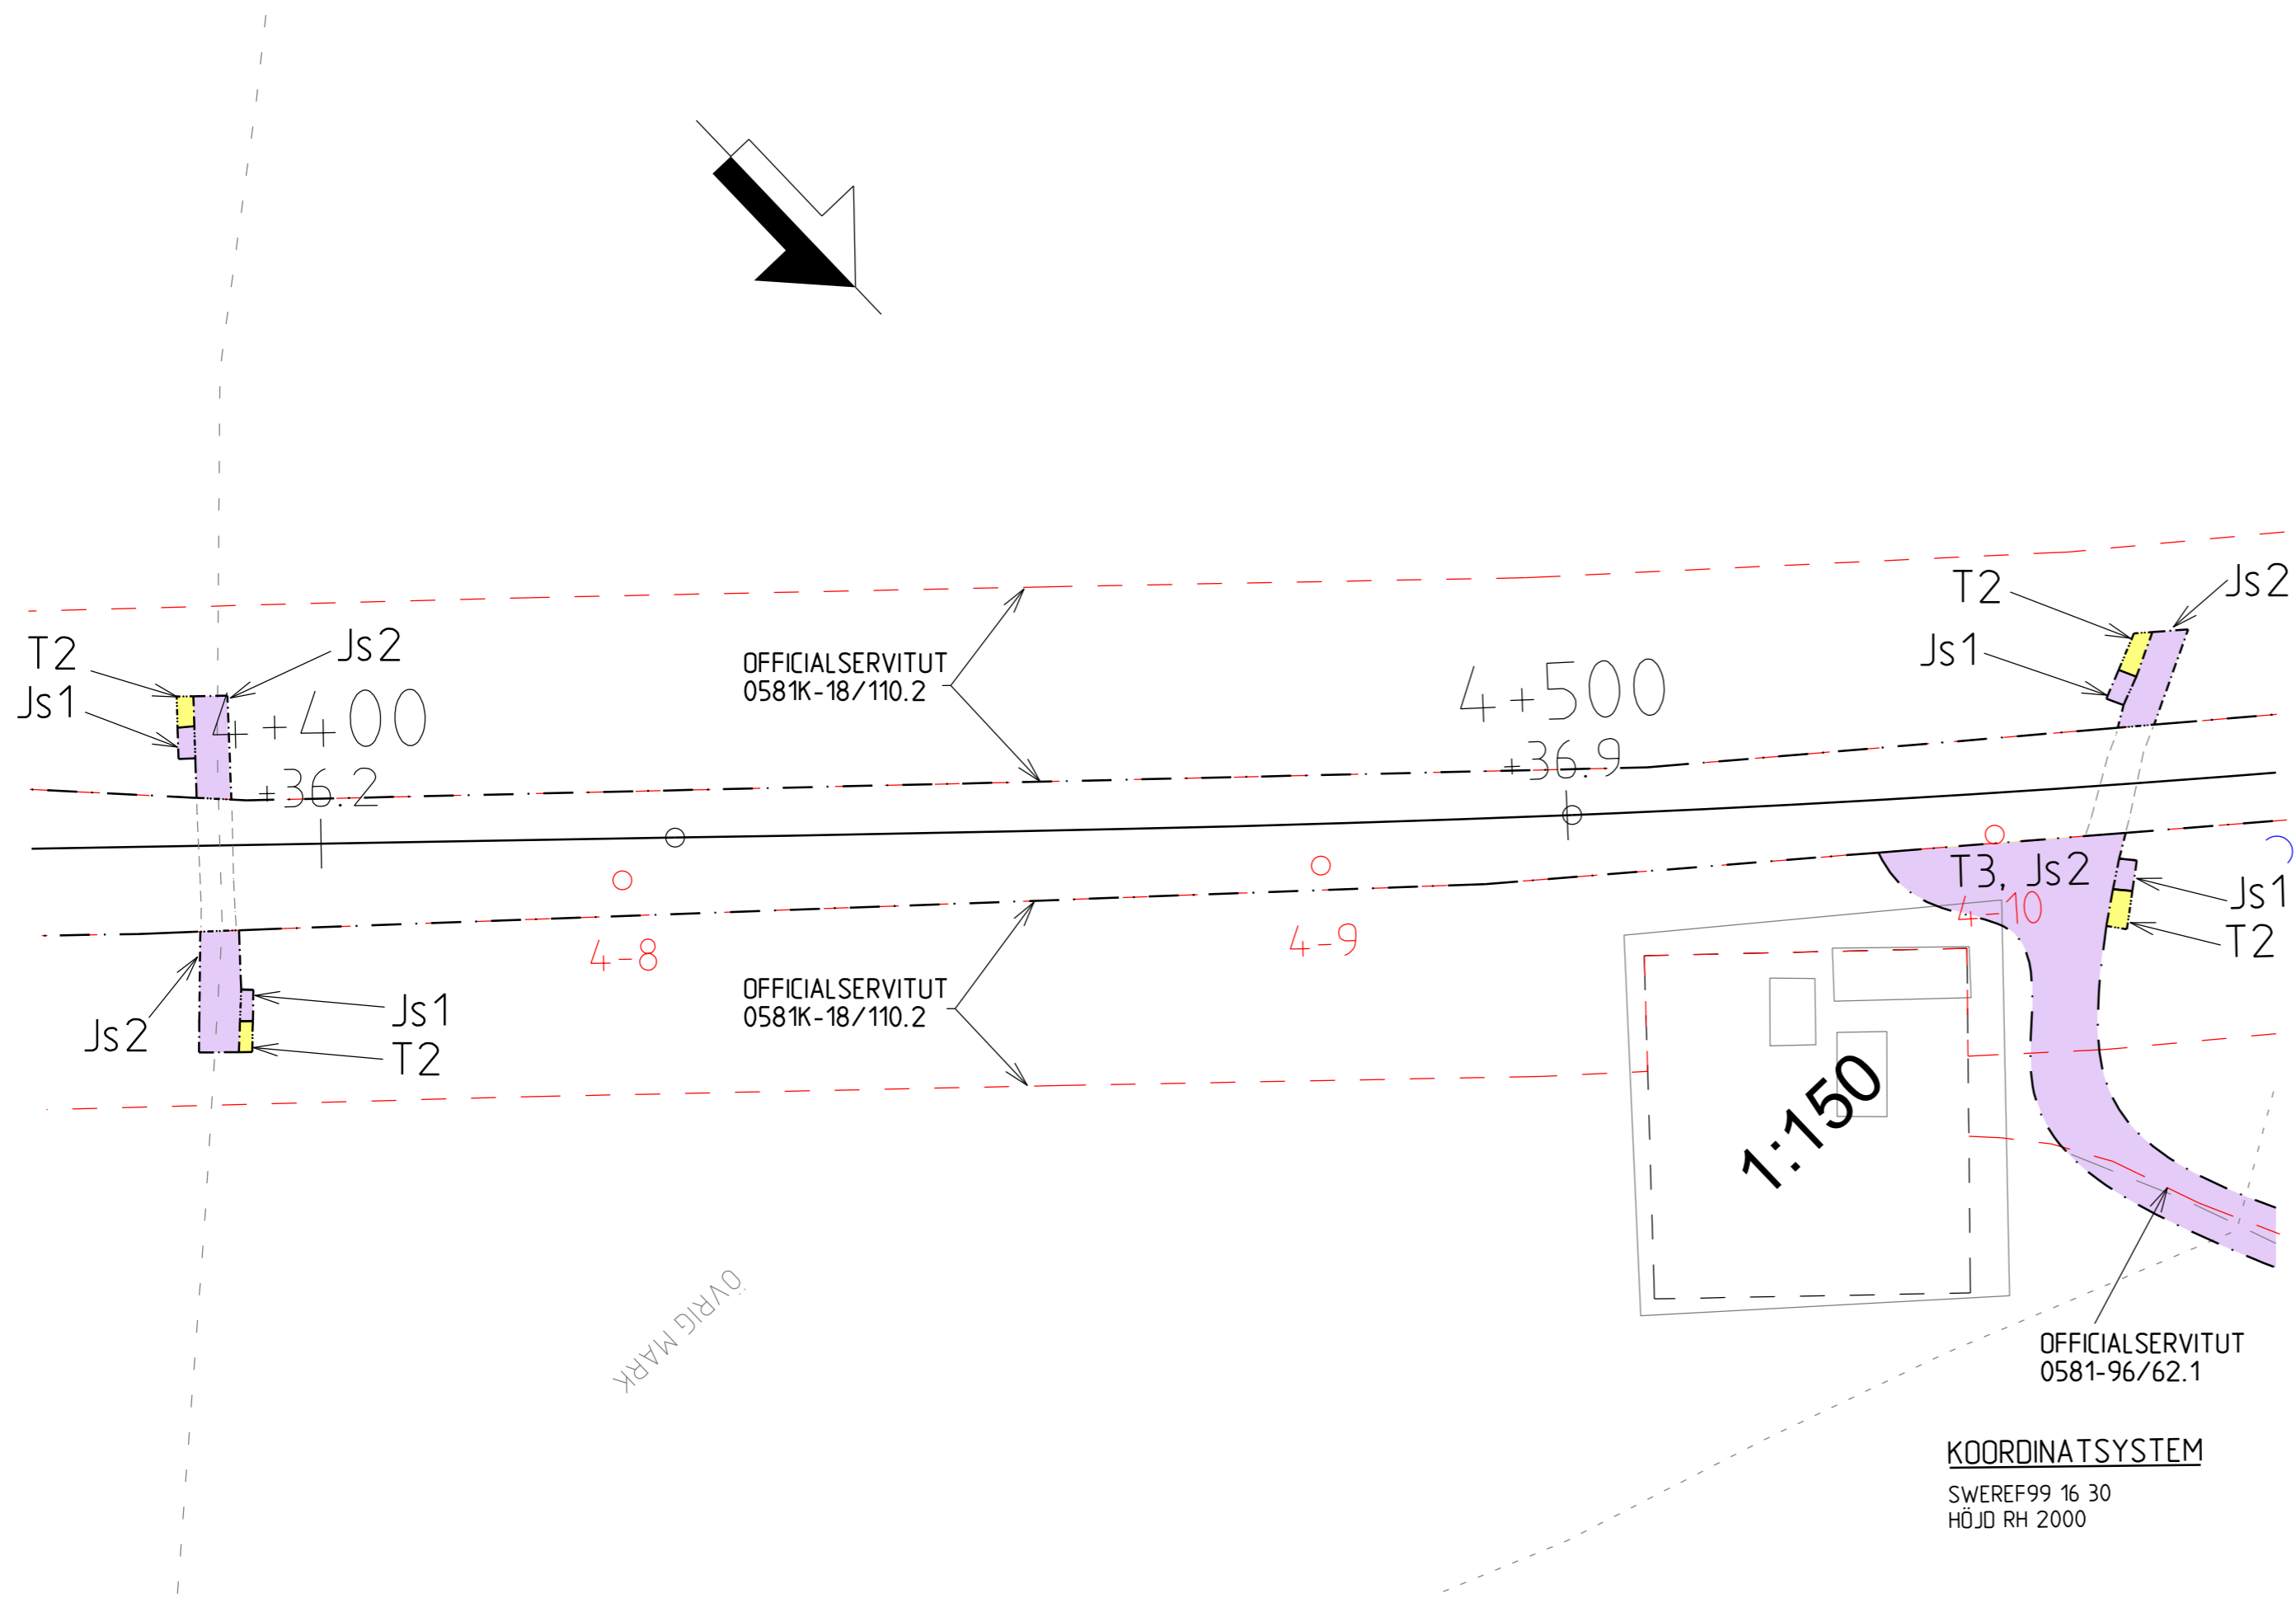 T2
Js2
T2
Js2
Js1
Js1
OFFICIALSERVITUT
0581K-18/110.2
4+400
+36.2
4+500
+36.9
T3, Js2
4-10
Js1
T2
4-8
4-9
Js2
Js1
T2
OFFICIALSERVITUT
0581K-18/110.2
1:150
ÖVRIG MARK
OFFICIALSERVITUT
0581-96/62.1
KOORDINATSYSTEM
SWEREF99 16 30
HÖJD RH 2000